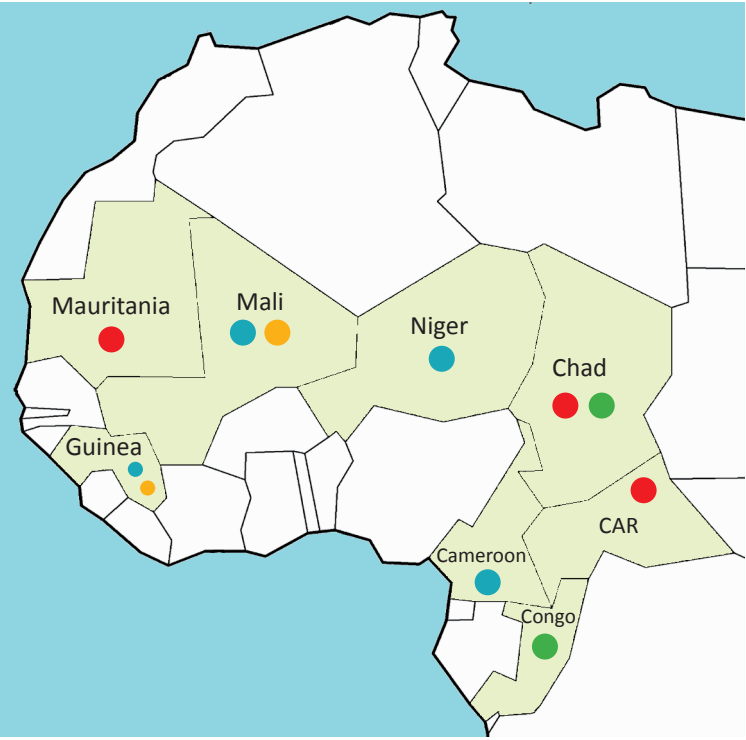 Mauritania
Mali
Niger
Chad
Guinea
CAR
Cameroon
Congo